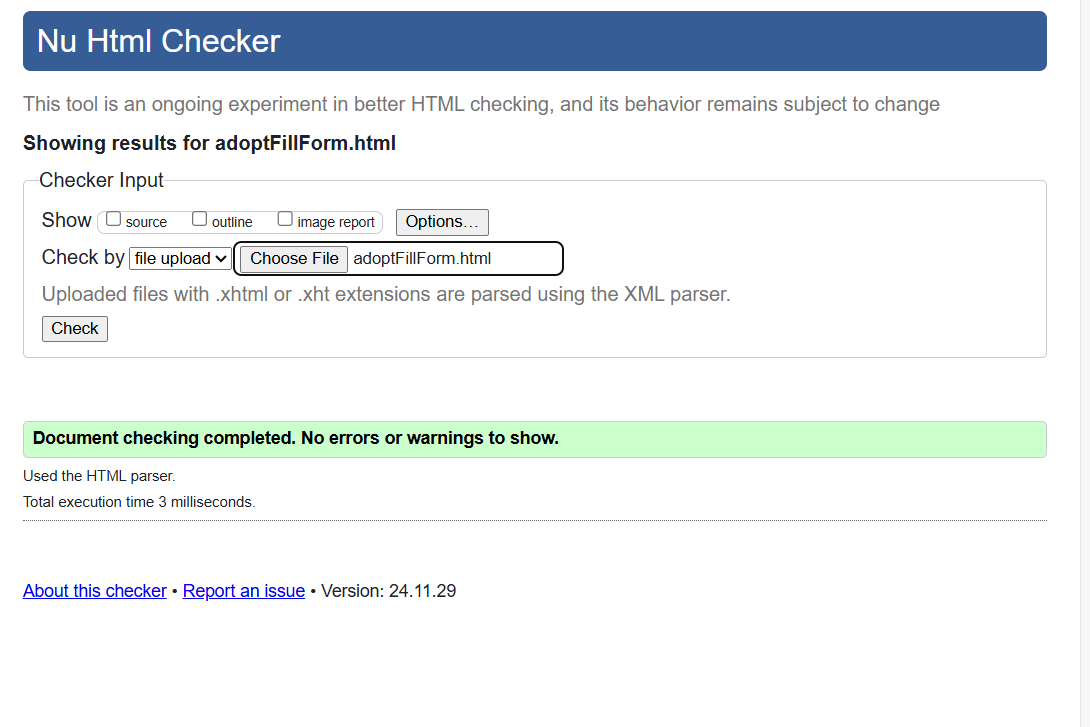 Nu Html Checker
This tool is an ongoing experiment in better HTML checking, and its behavior remains subject to change
Showing results for adoptFillForm.html
Checker Input
Show source outline image report Options...
Check by file upload Choose File adoptFillForm.html
Uploaded files with .xhtml or .xht extensions are parsed using the XML parser.
Check
Document checking completed. No errors or warnings to show.
Used the HTML parser.
Total execution time 3 milliseconds.
About this checker • Report an issue • Version: 24.11.29